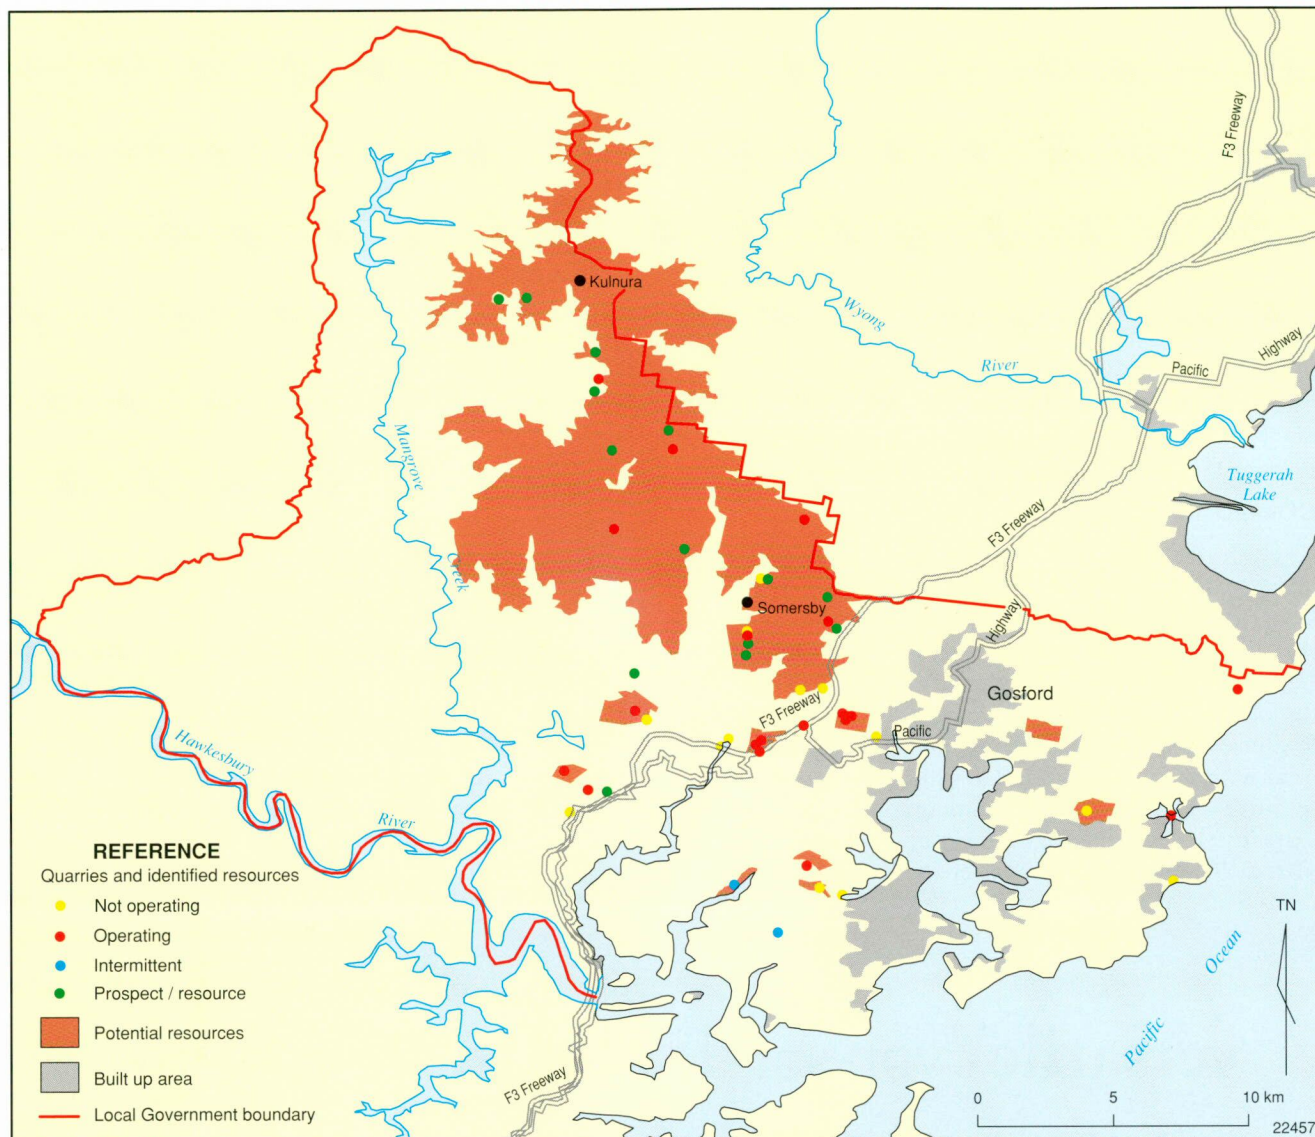 F3 Freeway
Kulnura
Wyong
River
Pacific
Highway
Mangrove
Creek
Tuggerah
Lake
F3 Freeway
Somersby
Highway
Gosford
F3 Freeway
Pacific
Hawkesbury
River
REFERENCE
Quarries and identified resources
Not operating
Operating
Intermittent
Prospect / resource
Potential resources
Built up area
Local Government boundary
F3 Freeway
TN
Pacific
Ocean
0 5 10 km
22457